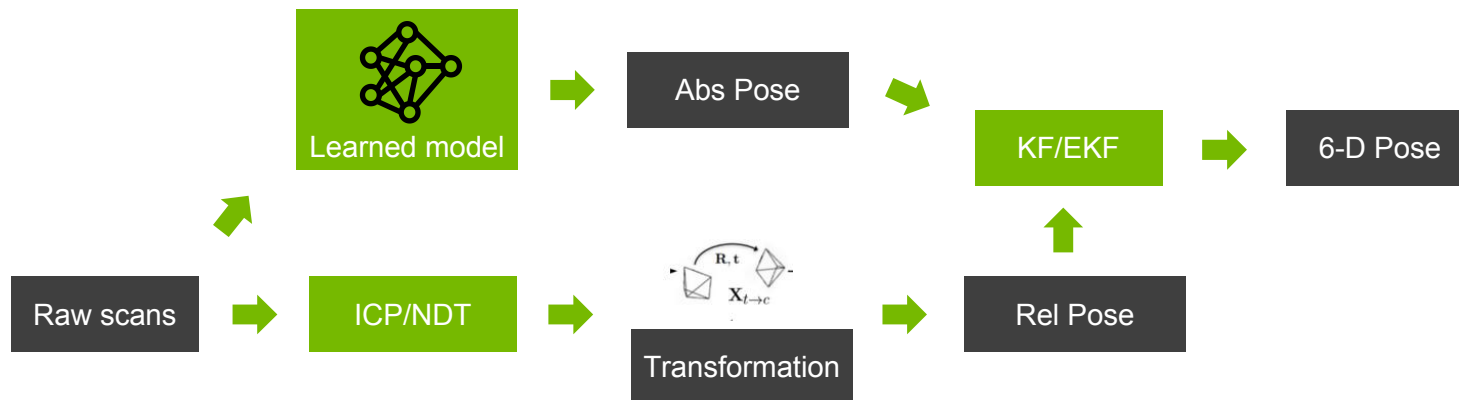 Learned model
Abs Pose
KF/EKF
6-D Pose
Raw scans
ICP/NDT
R, t
X_{t→c}
Transformation
Rel Pose